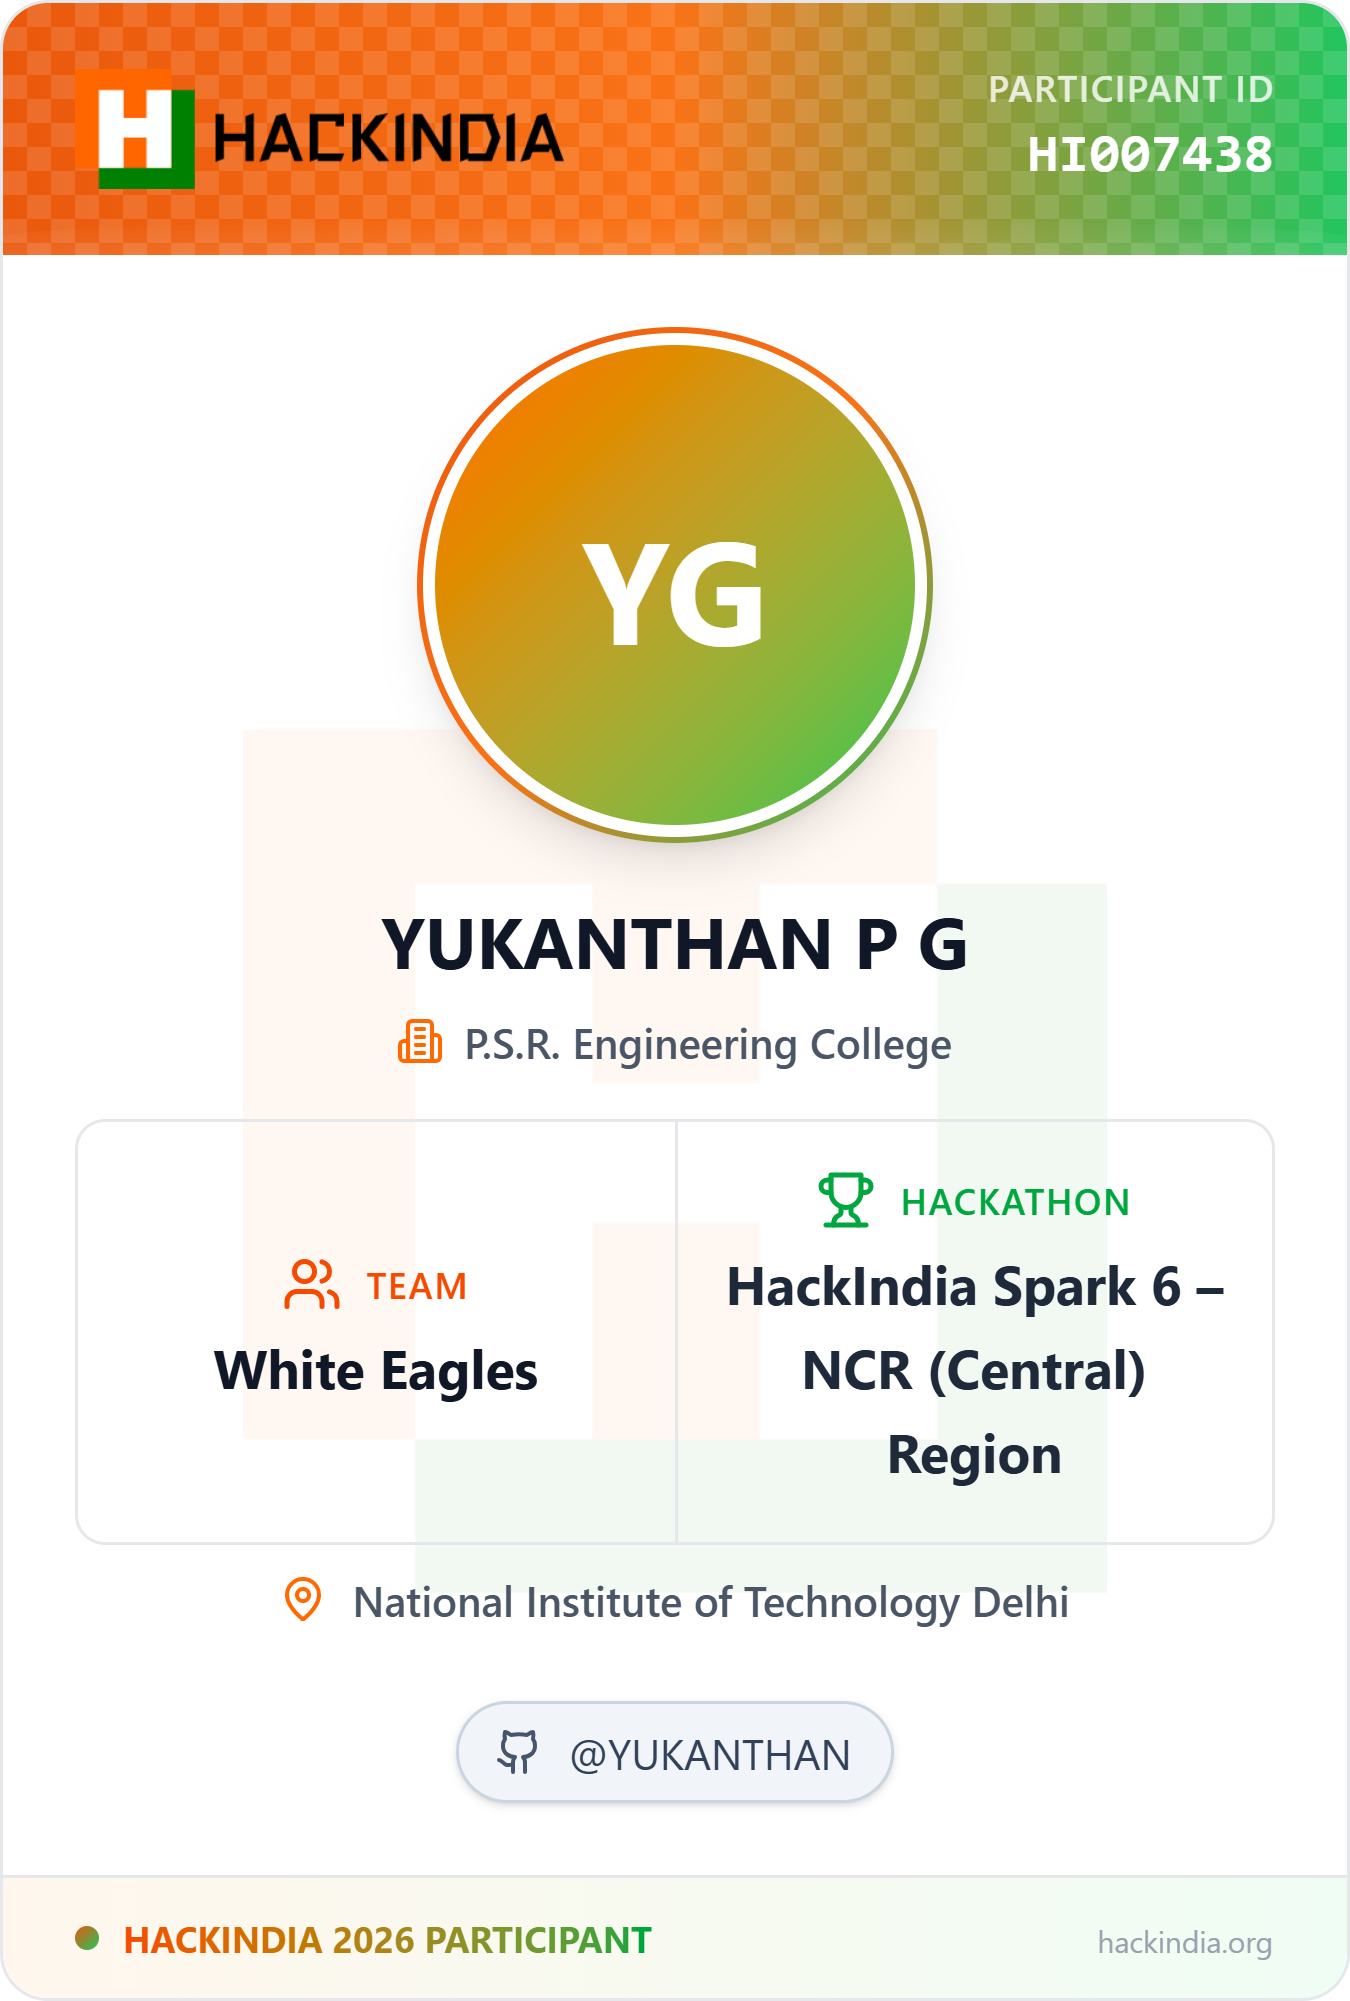 HACKINDIA
PARTICIPANT ID
HI007438
YG
YUKANTHAN P G
P.S.R. Engineering College
TEAM
White Eagles
HACKATHON
HackIndia Spark 6 –
NCR (Central)
Region
National Institute of Technology Delhi
@YUKANTHAN
HACKINDIA 2026 PARTICIPANT
hackindia.org